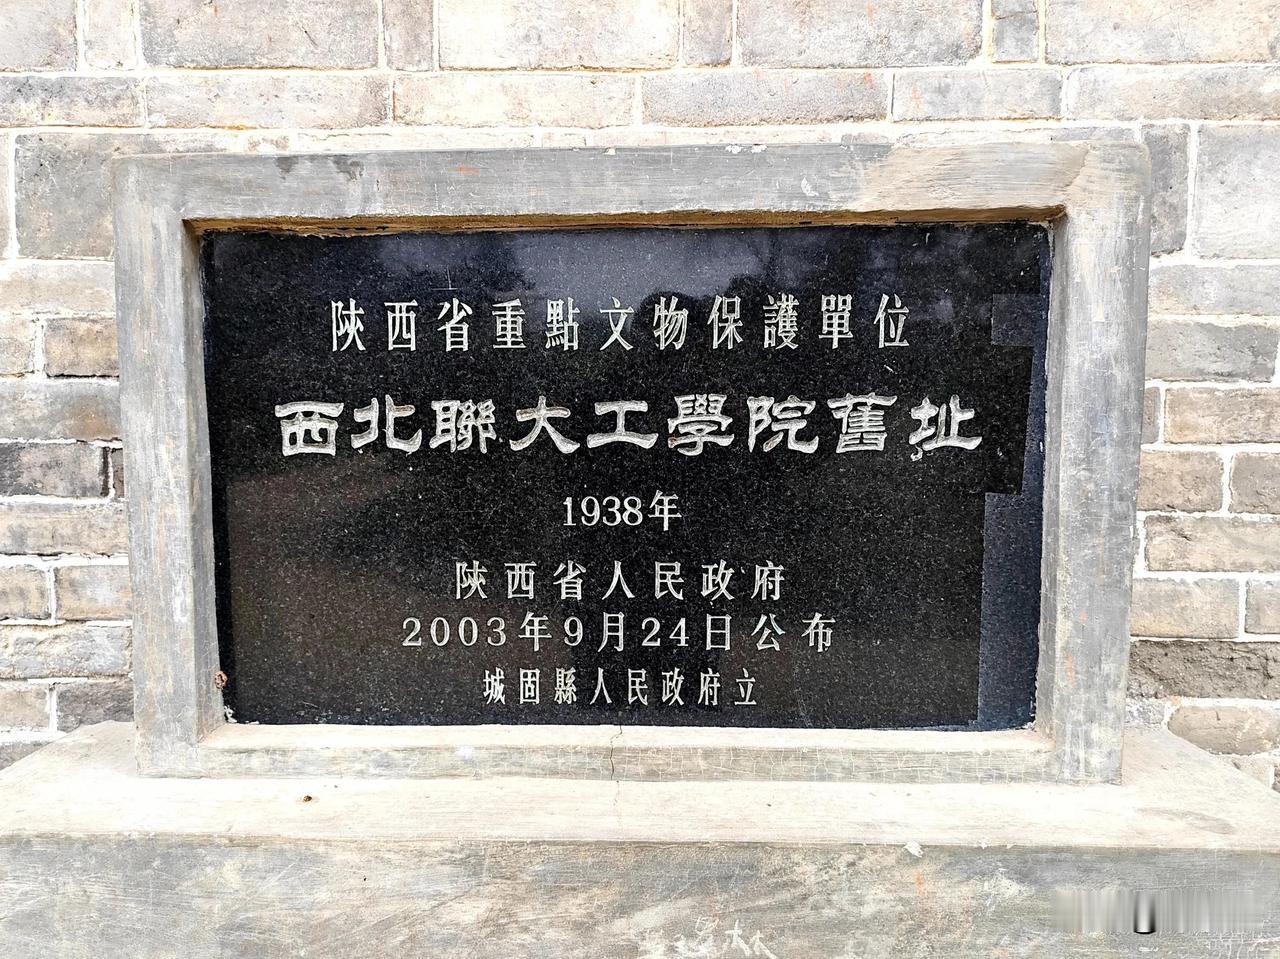 陝西省重點文物保護單位
西北聯大工學院舊址
1938年
陝西省人民政府
2003年9月24日公布
城固縣人民政府立